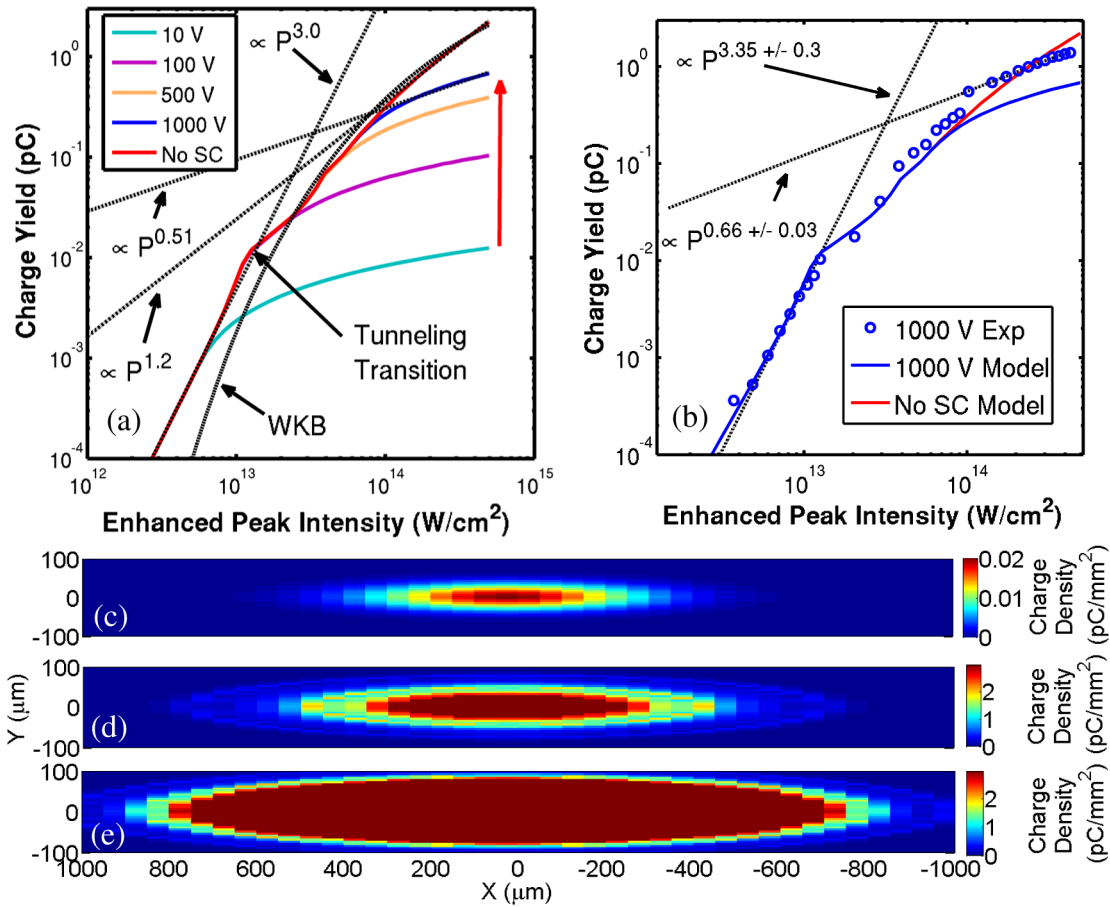 10 V
100 V
500 V
1000 V
No SC
∝ P^3.0
∝ P^0.51
∝ P^1.2
Tunneling
Transition
WKB
(a)
Charge Yield (pC)
10^0
10^-1
10^-2
10^-3
10^-4
10^12 10^13 10^14 10^15
Enhanced Peak Intensity (W/cm^2)
∝ P^3.35 +/- 0.3
∝ P^0.66 +/- 0.03
1000 V Exp
1000 V Model
No SC Model
(b)
Charge Yield (pC)
10^0
10^-1
10^-2
10^-3
10^-4
10^13 10^14
Enhanced Peak Intensity (W/cm^2)
100
0
-100
(c)
0.02
0.01
0
Charge
Density
(pC/mm^2)
100
0
-100
(d)
2
1
0
Charge
Density
(pC/mm^2)
100
0
-100
(e)
2
1
0
Charge
Density
(pC/mm^2)
Y (μm)
1000 800 600 400 200 0 -200 -400 -600 -800 -1000
X (μm)